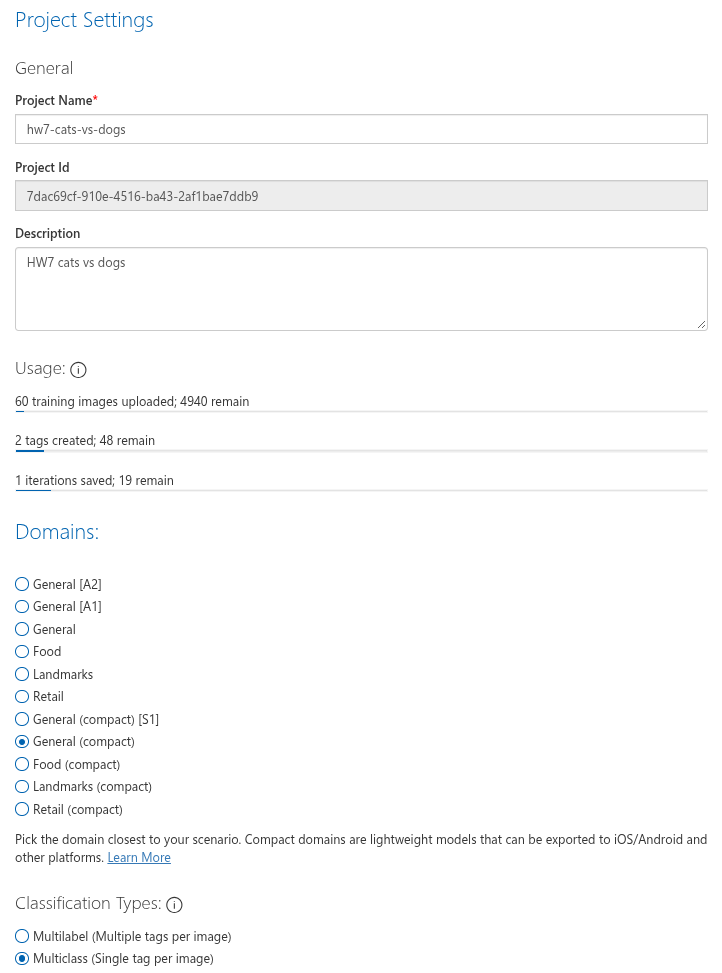 Project Settings
General
Project Name*
hw7-cats-vs-dogs
Project Id
7dac69cf-910e-4516-ba43-2af1bae7ddb9
Description
HW7 cats vs dogs
Usage:
60 training images uploaded; 4940 remain
2 tags created; 48 remain
1 iterations saved; 19 remain
Domains:
General [A2]
General [A1]
General
Food
Landmarks
Retail
General (compact) [S1]
General (compact)
Food (compact)
Landmarks (compact)
Retail (compact)
Pick the domain closest to your scenario. Compact domains are lightweight models that can be exported to iOS/Android and
other platforms. Learn More
Classification Types:
Multilabel (Multiple tags per image)
Multiclass (Single tag per image)